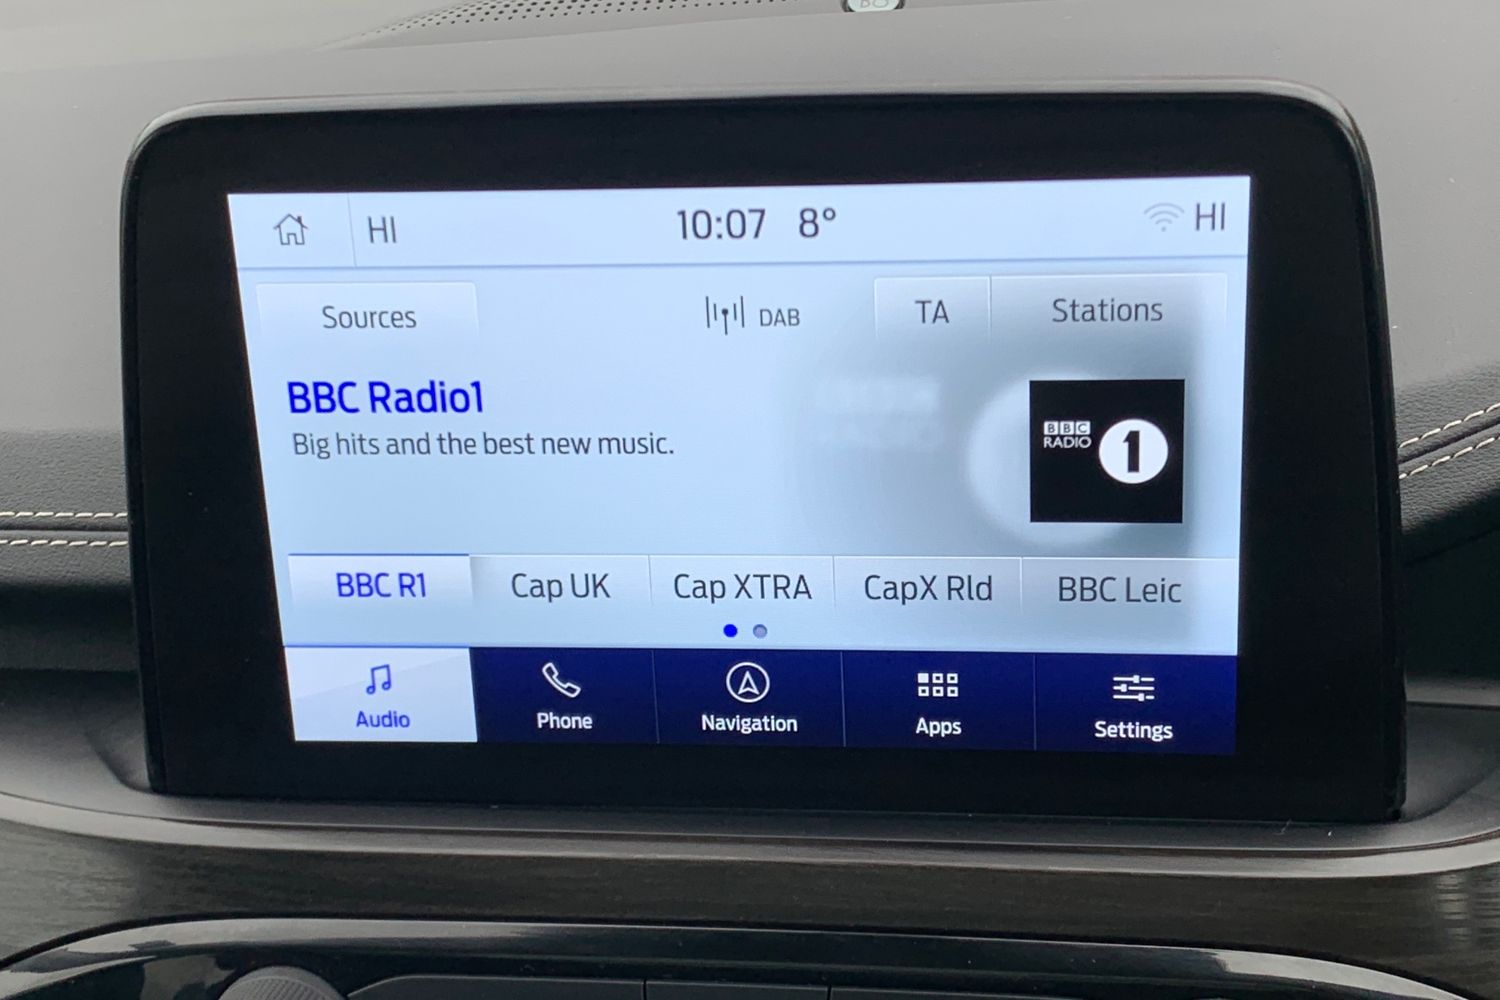 HI 10:07 8° HI
Sources DAB TA Stations
BBC Radio1
Big hits and the best new music.
BBC
RADIO 1
BBC R1 Cap UK Cap XTRA CapX Rld BBC Leic
Audio Phone Navigation Apps Settings